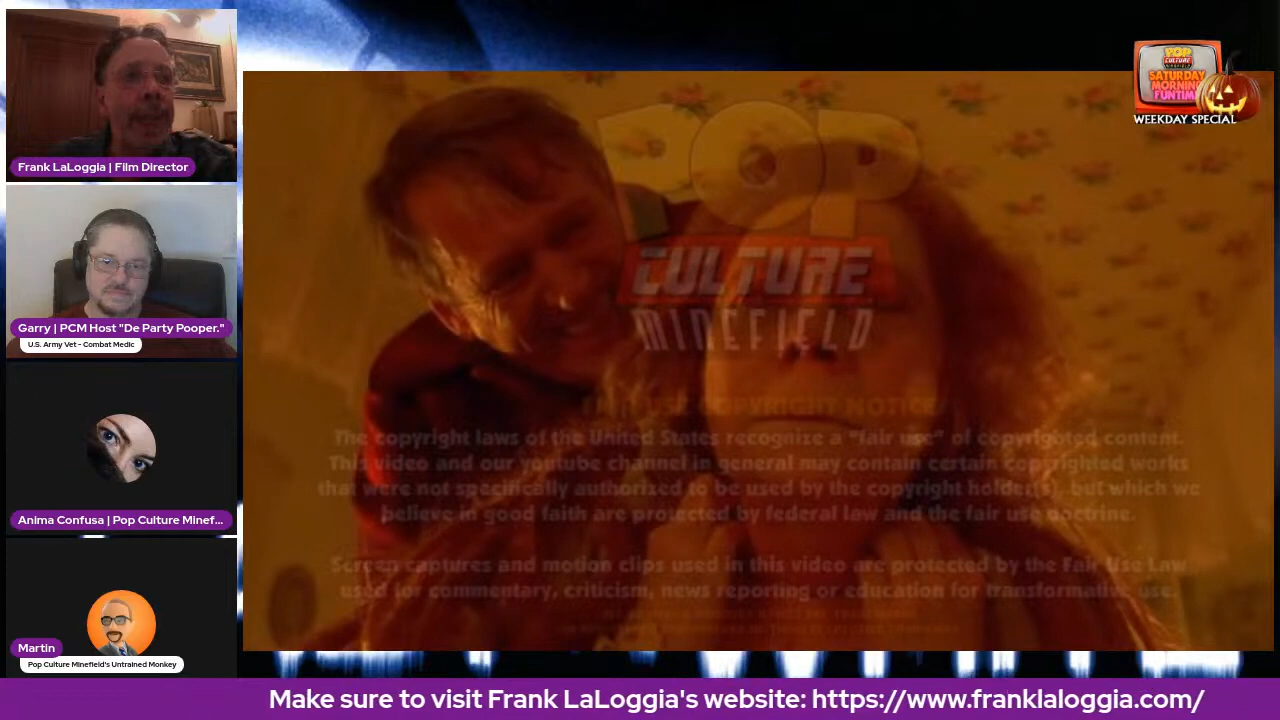 Frank LaLoggia | Film Director
Garry | PCM Host "De Party Pooper."
U.S. Army Vet - Combat Medic
Anima Confusa | Pop Culture Minef...
Martin
Pop Culture Minefield's Untrained Monkey
POP
CULTURE
MINEFIELD
FAIR USE COPYRIGHT NOTICE
The copyright laws of the United States recognize a "fair use" of copyrighted content.
This video and our youtube channel in general may contain certain copyrighted works
that were not specifically authorized to be used by the copyright holder(s), but which we
believe in good faith are protected by federal law and the fair use doctrine.
Screen captures and motion clips used in this video are protected by the Fair Use Law
used for commentary, criticism, news reporting or education for transformative use.
POP
CULTURE
MINEFIELD
SATURDAY
MORNING
FUNTIME
WEEKDAY SPECIAL
Make sure to visit Frank LaLoggia's website: https://www.franklaloggia.com/